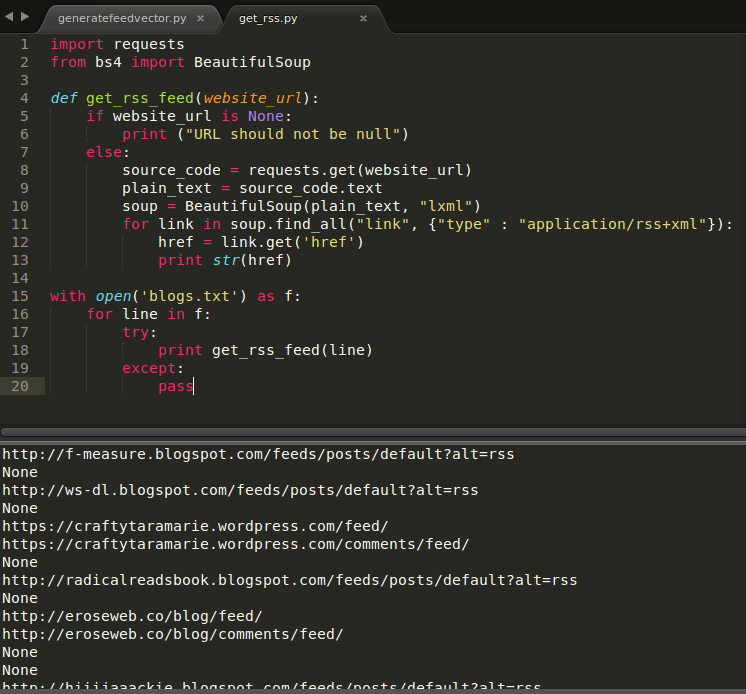 generatefeedvector.py × get_rss.py ×
1 import requests
2 from bs4 import BeautifulSoup
3
4 def get_rss_feed(website_url):
5     if website_url is None:
6         print ("URL should not be null")
7     else:
8         source_code = requests.get(website_url)
9         plain_text = source_code.text
10         soup = BeautifulSoup(plain_text, "lxml")
11         for link in soup.find_all("link", {"type" : "application/rss+xml"}):
12             href = link.get('href')
13             print str(href)
14
15 with open('blogs.txt') as f:
16     for line in f:
17         try:
18             print get_rss_feed(line)
19         except:
20             pass
http://f-measure.blogspot.com/feeds/posts/default?alt=rss
None
http://ws-dl.blogspot.com/feeds/posts/default?alt=rss
None
https://craftytaramarie.wordpress.com/feed/
https://craftytaramarie.wordpress.com/comments/feed/
None
http://radicalreadsbook.blogspot.com/feeds/posts/default?alt=rss
None
http://eroseweb.co/blog/feed/
http://eroseweb.co/blog/comments/feed/
None
None